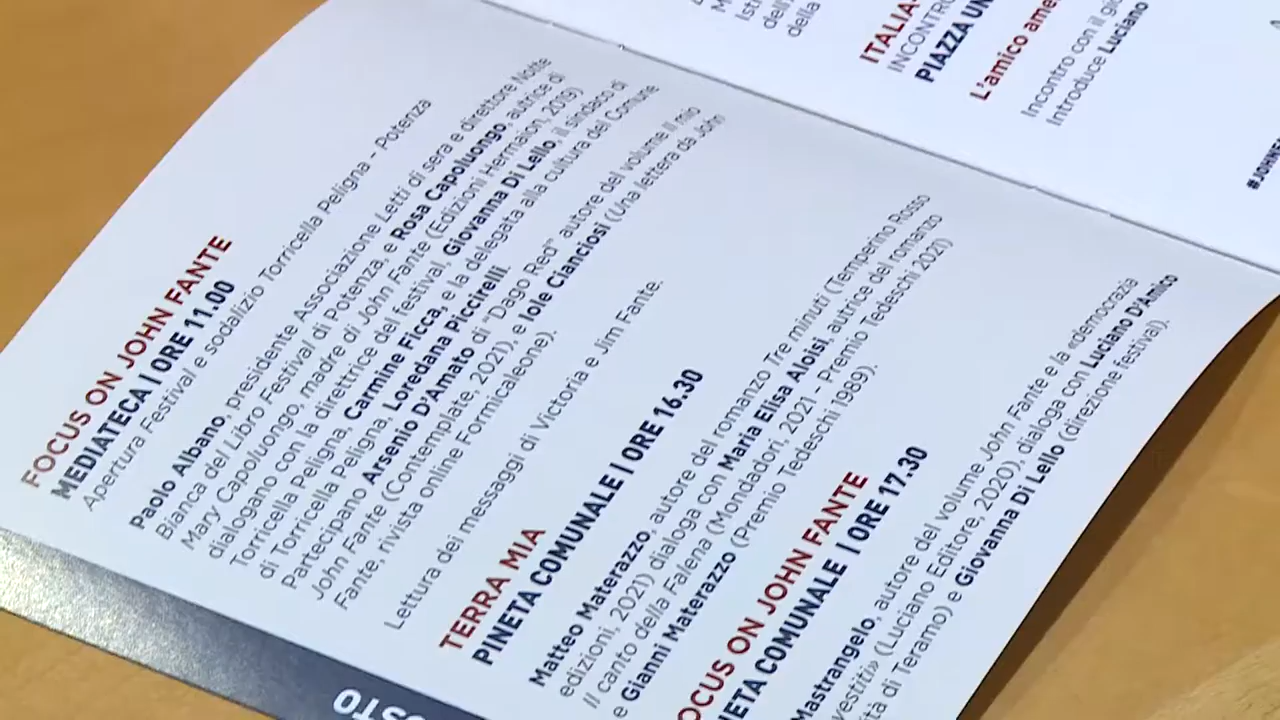 FOCUS ON JOHN FANTE
MEDIATECA | ORE 11.00
Apertura Festival e sodalizio Torricella Peligna - Potenza
Paolo Albano, presidente Associazione Letti di sera e direttore Notte
Bianca del Libro Festival di Potenza, e Rosa Capoluongo, autrice di
Mary Capoluongo, madre di John Fante (Edizioni Hermaion, 2019)
dialogano con la direttrice del festival, Giovanna Di Lello, il sindaco di
Torricella Peligna, Carmine Ficca, e la delegata alla cultura del Comune
di Torricella Peligna, Loredana Piccirelli.
Partecipano Arsenio D'Amato di "Dago Red" autore del volume Il mio
John Fante (Contemplate, 2021), e Iole Cianciosi (Una lettera da John
Fante, rivista online Formicaleone).
Lettura dei messaggi di Victoria e Jim Fante.
TERRA MIA
PINETA COMUNALE | ORE 16.30
Matteo Materazzo, autore del romanzo Tre minuti (Temperino Rosso
edizioni, 2021) dialoga con Maria Elisa Aloisi, autrice del romanzo
Il canto della Falena (Mondadori, 2021 - Premio Tedeschi 2021)
e Gianni Materazzo (Premio Tedeschi 1989).
OCUS ON JOHN FANTE
NETA COMUNALE | ORE 17.30
Mastrangelo, autore del volume John Fante e la «democrazia
vestiti» (Luciano Editore, 2020), dialoga con Luciano D'Amico
ità di Teramo) e Giovanna Di Lello (direzione festival).
OSTO
dell'
della
ITALIA-
INCONTRO
PIAZZA UN
L'amico ame
Incontro con il gio
Introduce Luciano